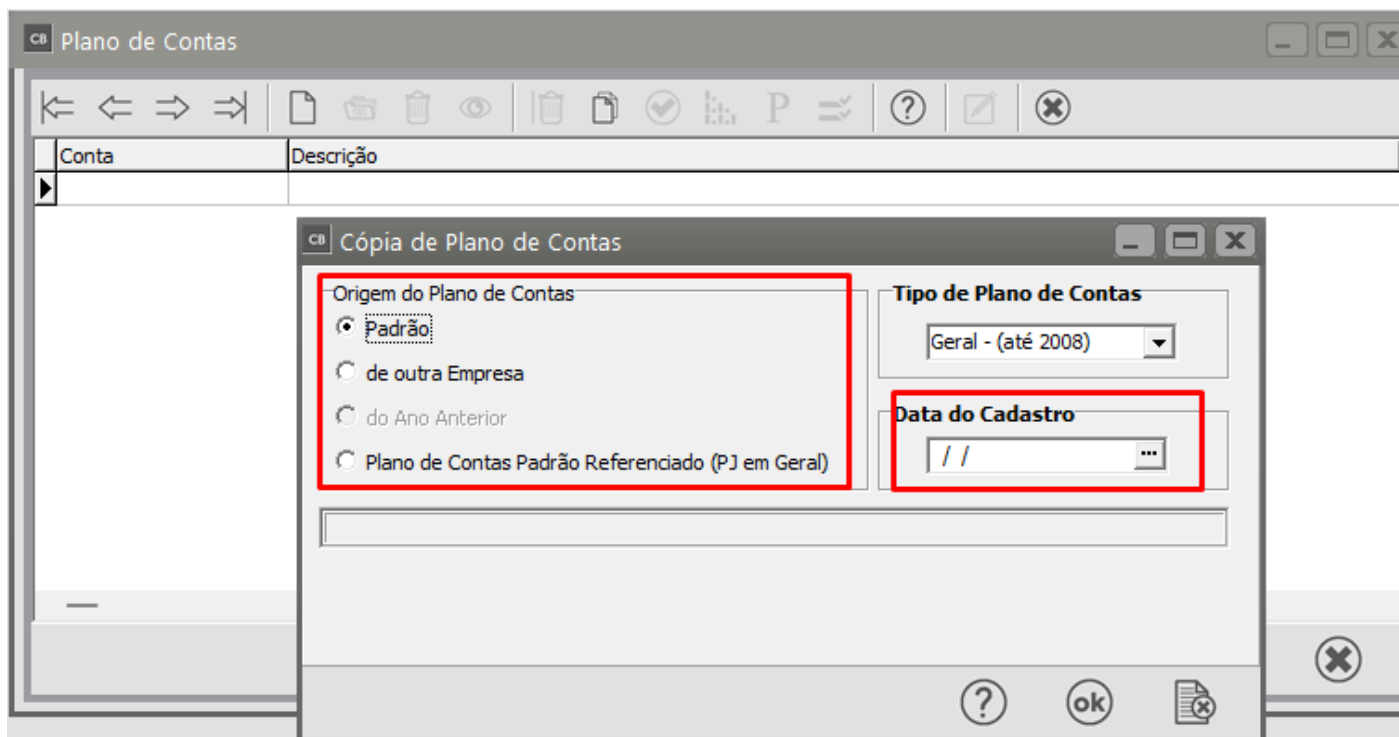 CB Plano de Contas
P ?
Conta Descrição
CB Cópia de Plano de Contas
Origem do Plano de Contas
Padrão
de outra Empresa
do Ano Anterior
Plano de Contas Padrão Referenciado (PJ em Geral)
Tipo de Plano de Contas
Geral - (até 2008)
Data do Cadastro
/ / ...
? ok